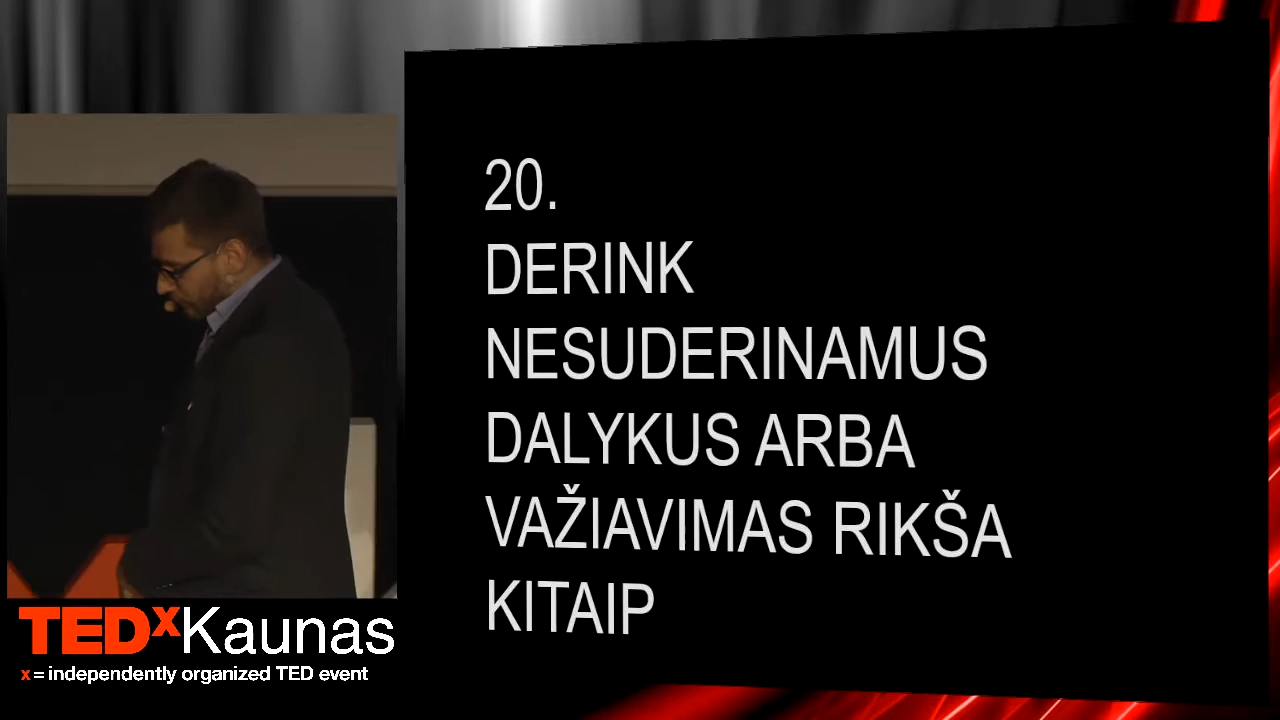 20.
DERINK
NESUDERINAMUS
DALYKUS ARBA
VAŽIAVIMAS RIKŠA
KITAIP
TEDxKaunas
x = independently organized TED event